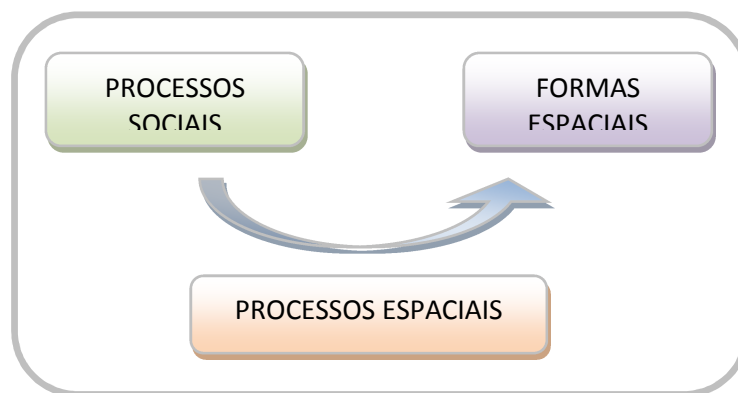 PROCESSOS
SOCIAIS
FORMAS
ESPACIAIS
PROCESSOS ESPACIAIS